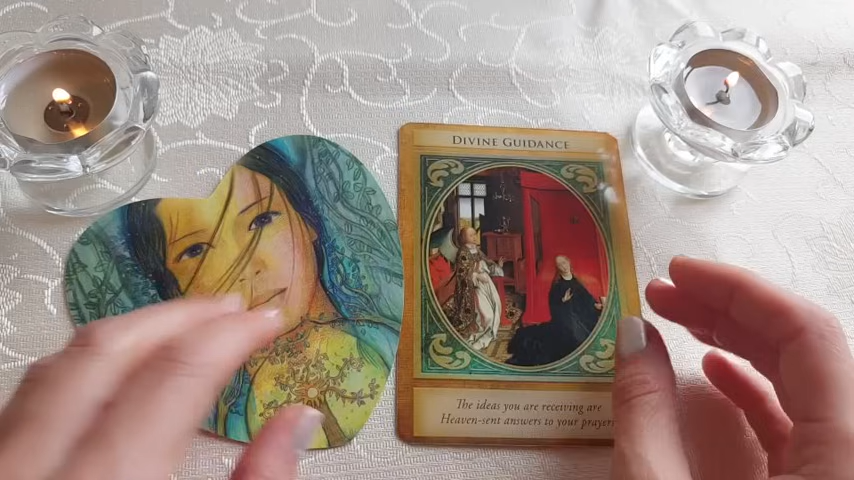 DIVINE GUIDANCE
The ideas you are receiving are
Heaven-sent answers to your prayers